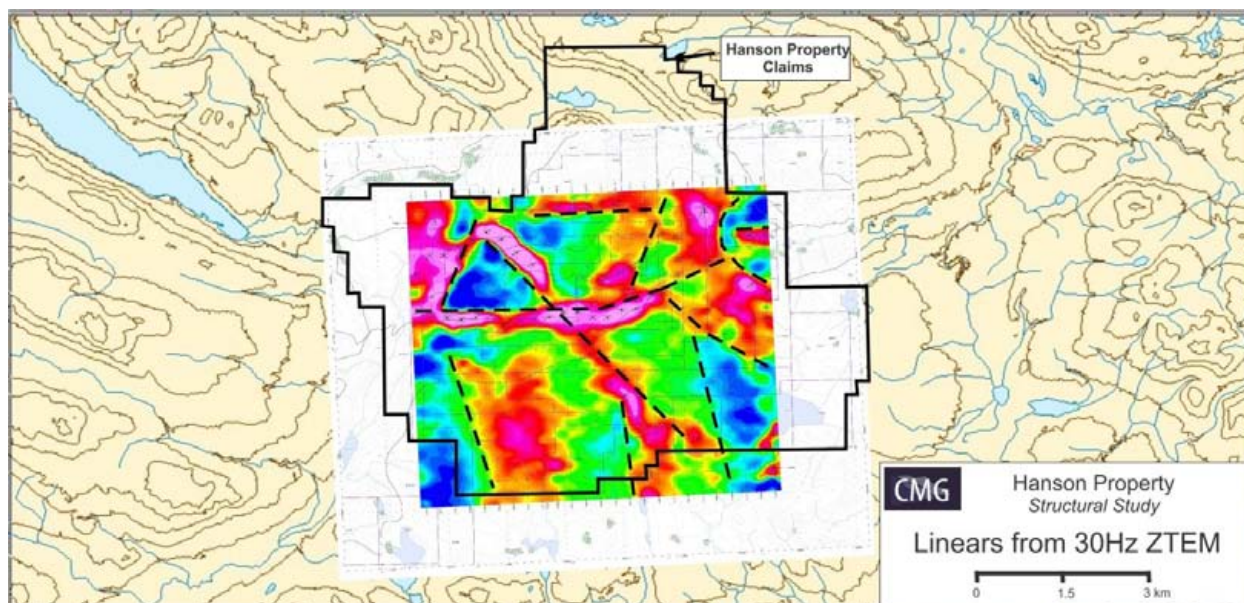 Hanson Property
Claims
CMG
Hanson Property
Structural Study
Linears from 30Hz ZTEM
0 1.5 3 km